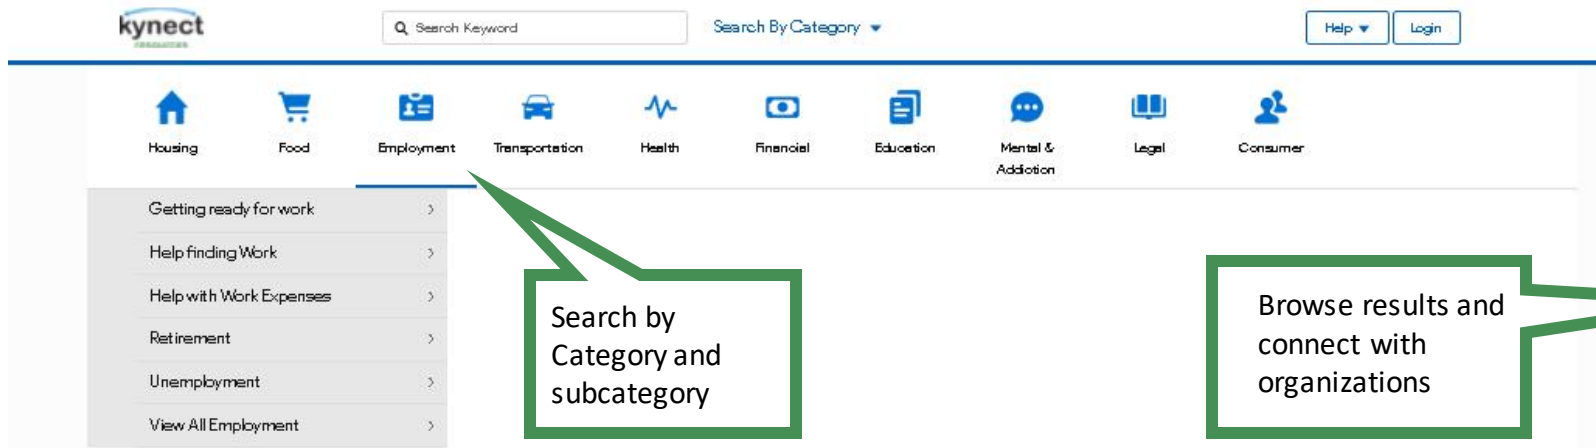 kynect
resources
Search Keyword
Search By Category
Help
Login
Housing
Food
Employment
Transportation
Health
Financial
Education
Mental &
Addiction
Legal
Consumer
Getting ready for work
Help finding Work
Help with Work Expenses
Retirement
Unemployment
View All Employment
Search by
Category and
subcategory
Browse results and
connect with
organizations